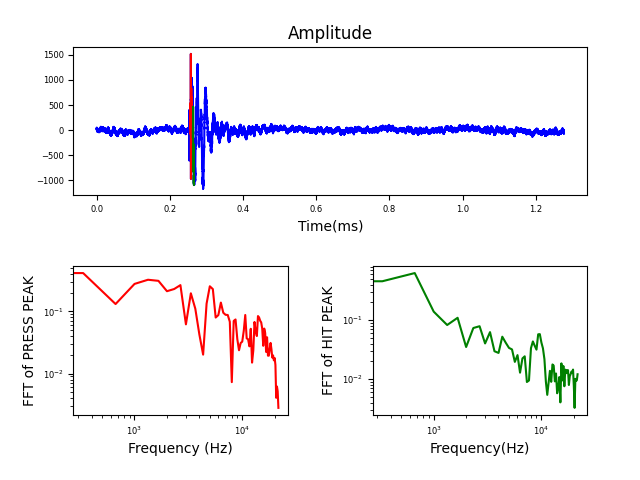 Amplitude
1500
1000
500
0
−500
−1000
0.0 0.2 0.4 0.6 0.8 1.0 1.2
Time(ms)
FFT of PRESS PEAK
10⁻¹
10⁻²
10³ 10⁴
Frequency (Hz)
FFT of HIT PEAK
10⁻¹
10⁻²
10³ 10⁴
Frequency(Hz)